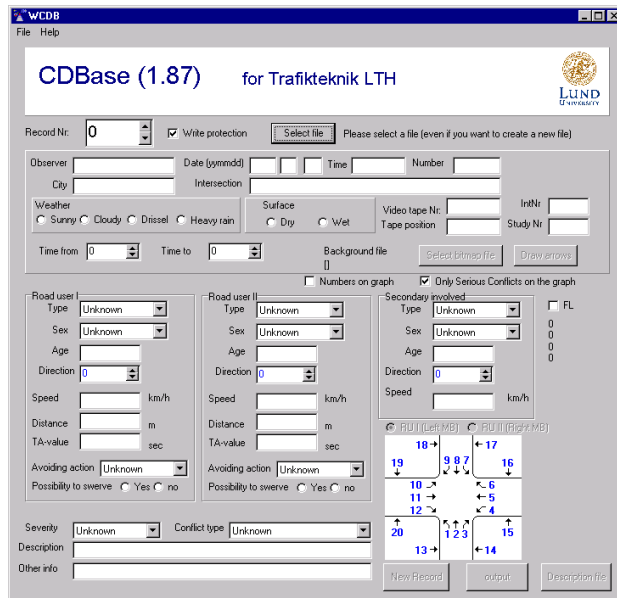 WCDB
File Help
CDBase (1.87) for Trafikteknik LTH
LUND
UNIVERSITY
Record Nr: 0 Write protection Select file Please select a file (even if you want to create a new file)
Observer Date (yymmdd) Time Number
City Intersection
Weather Surface Video tape Nr: IntNr
Sunny Cloudy Drissel Heavy rain Dry Wet Tape position Study Nr
Time from 0 Time to 0 Background file Select bitmap file Draw arrows
[]
Numbers on graph Only Serious Conflicts on the graph
Road user I Road user II Secondary involved
Type Unknown Type Unknown Type Unknown FL
Sex Unknown Sex Unknown Sex Unknown 0
Age Age Age 0
0
Direction 0 Direction 0 Direction 0 0
Speed km/h Speed km/h Speed km/h
Distance m Distance m
RU I (Left MB) RU II (Right MB)
TA-value sec TA-value sec
18 17
19 9 8 7 16
Avoiding action Unknown Avoiding action Unknown
10 6
Possibility to swerve Yes no Possibility to swerve Yes no
11 5
12 4
Severity Unknown Conflict type Unknown
20 1 2 3 15
Description
13 14
Other info
New Record output Description file